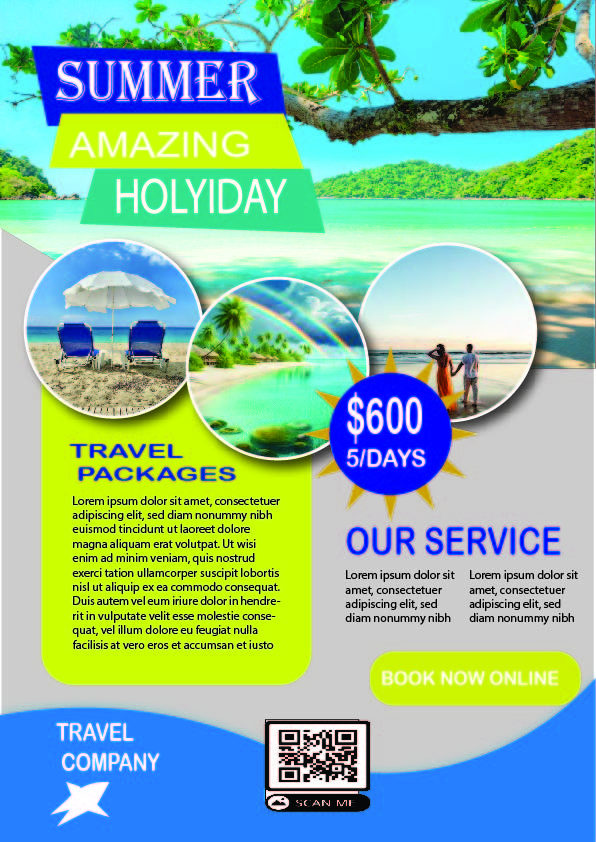 SUMMER
AMAZING
HOLYIDAY
$600
5/DAYS
TRAVEL
PACKAGES
Lorem ipsum dolor sit amet, consectetuer
adipiscing elit, sed diam nonummy nibh
euismod tincidunt ut laoreet dolore
magna aliquam erat volutpat. Ut wisi
enim ad minim veniam, quis nostrud
exerci tation ullamcorper suscipit lobortis
nisl ut aliquip ex ea commodo consequat.
Duis autem vel eum iriure dolor in hendre-
rit in vulputate velit esse molestie conse-
quat, vel illum dolore eu feugiat nulla
facilisis at vero eros et accumsan et iusto
OUR SERVICE
Lorem ipsum dolor sit
amet, consectetuer
adipiscing elit, sed
diam nonummy nibh
Lorem ipsum dolor sit
amet, consectetuer
adipiscing elit, sed
diam nonummy nibh
BOOK NOW ONLINE
TRAVEL
COMPANY
SCAN ME